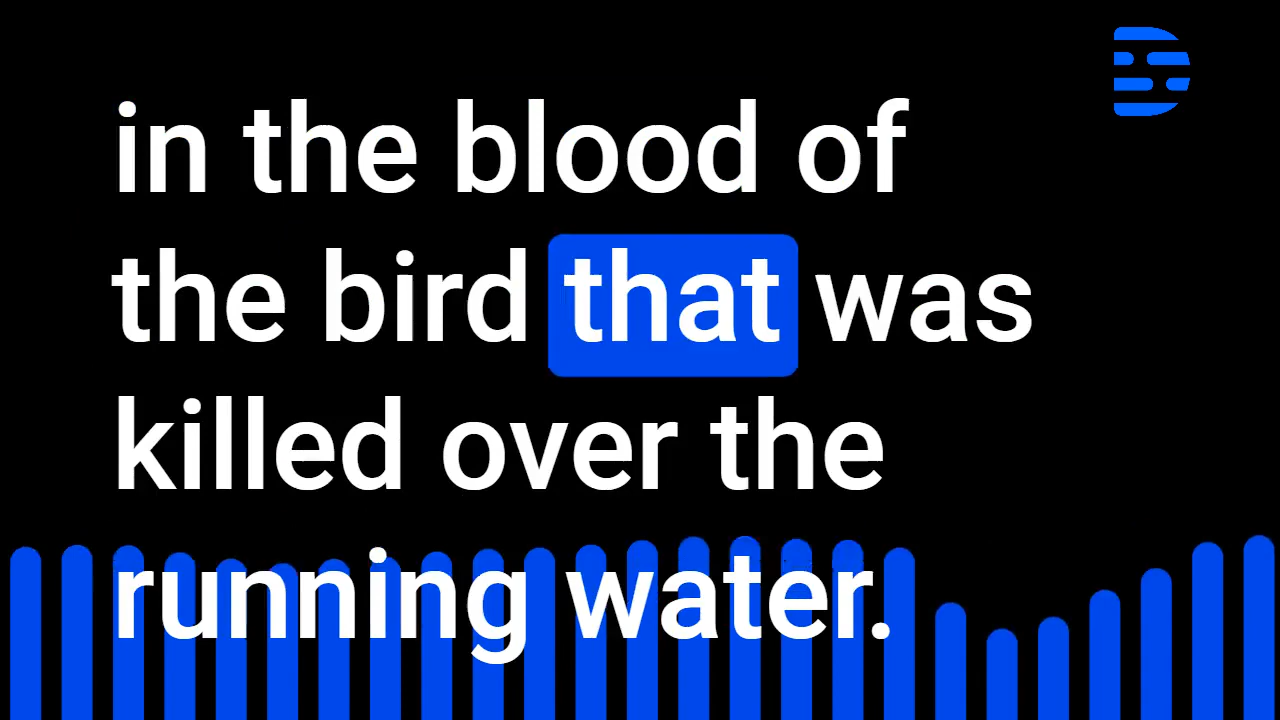 in the blood of
the bird that was
killed over the
running water.